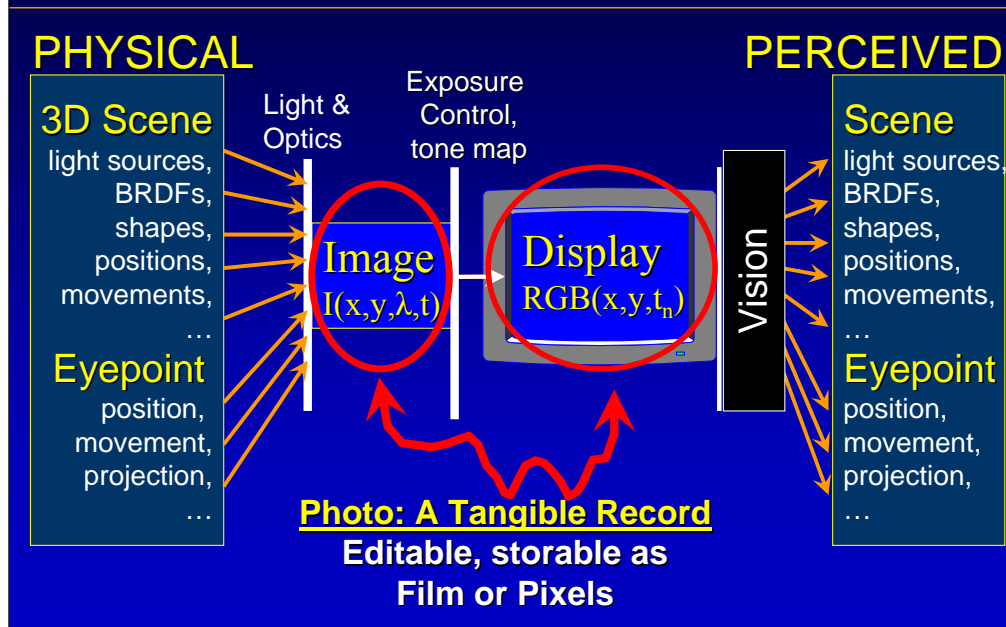 PHYSICAL
3D Scene
light sources,
BRDFs,
shapes,
positions,
movements,
…
Eyepoint
position,
movement,
projection,
…
Light &
Optics
Image
I(x,y,λ,t)
Exposure
Control,
tone map
Display
RGB(x,y,tₙ)
Vision
PERCEIVED
Scene
light sources,
BRDFs,
shapes,
positions,
movements,
…
Eyepoint
position,
movement,
projection,
…
Photo: A Tangible Record
Editable, storable as
Film or Pixels